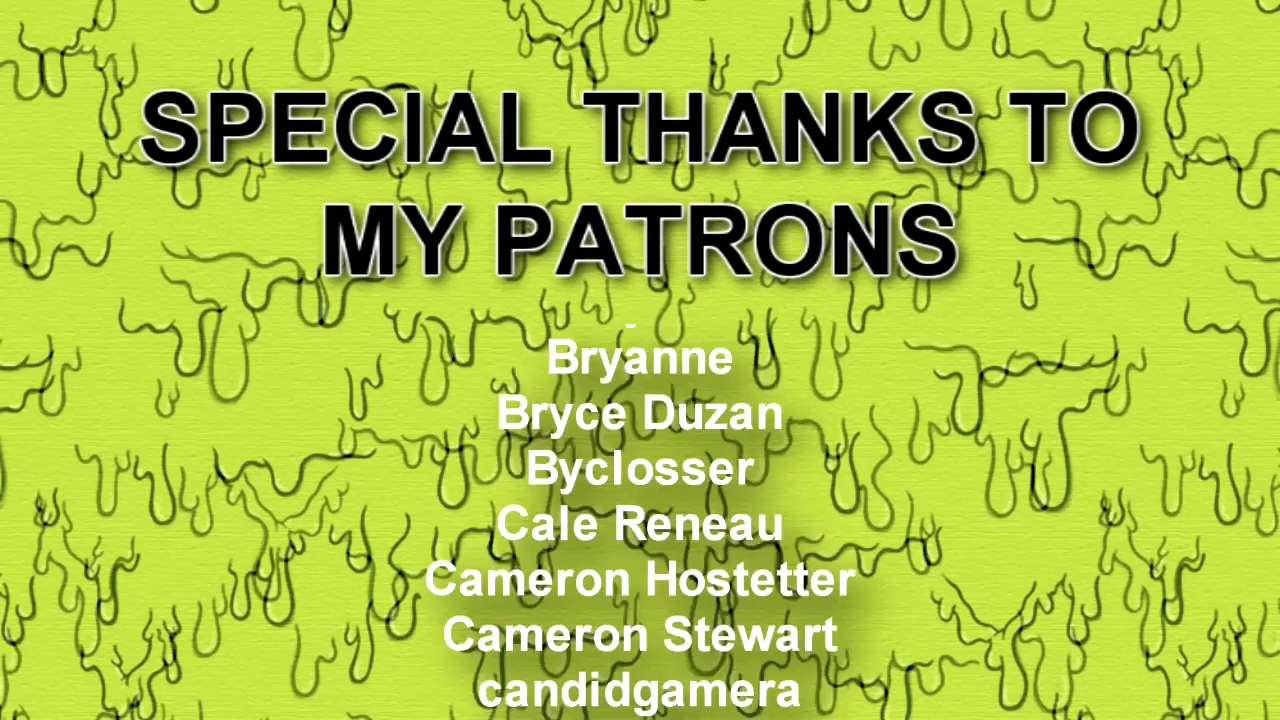 SPECIAL THANKS TO
MY PATRONS
Bryanne
Bryce Duzan
Byclosser
Cale Reneau
Cameron Hostetter
Cameron Stewart
candidgamera